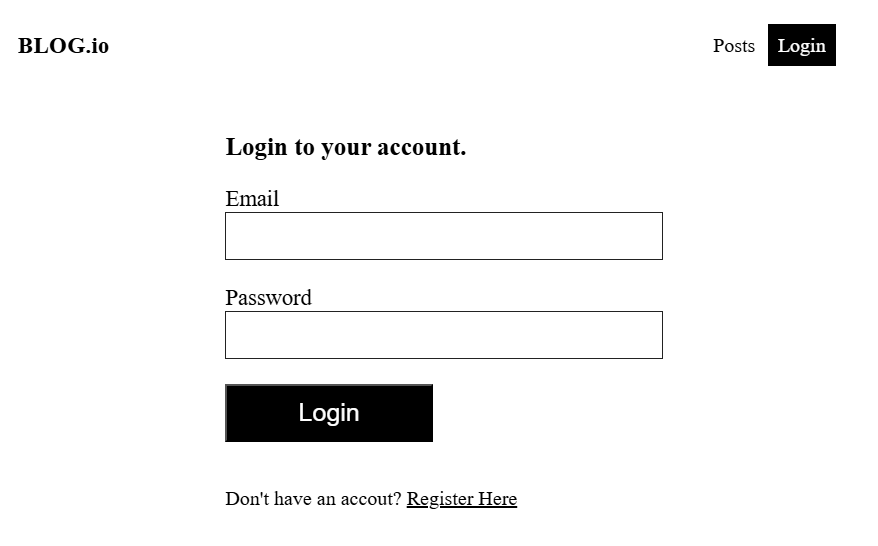 BLOG.io
Posts Login
Login to your account.
Email
Password
Login
Don't have an accout? Register Here